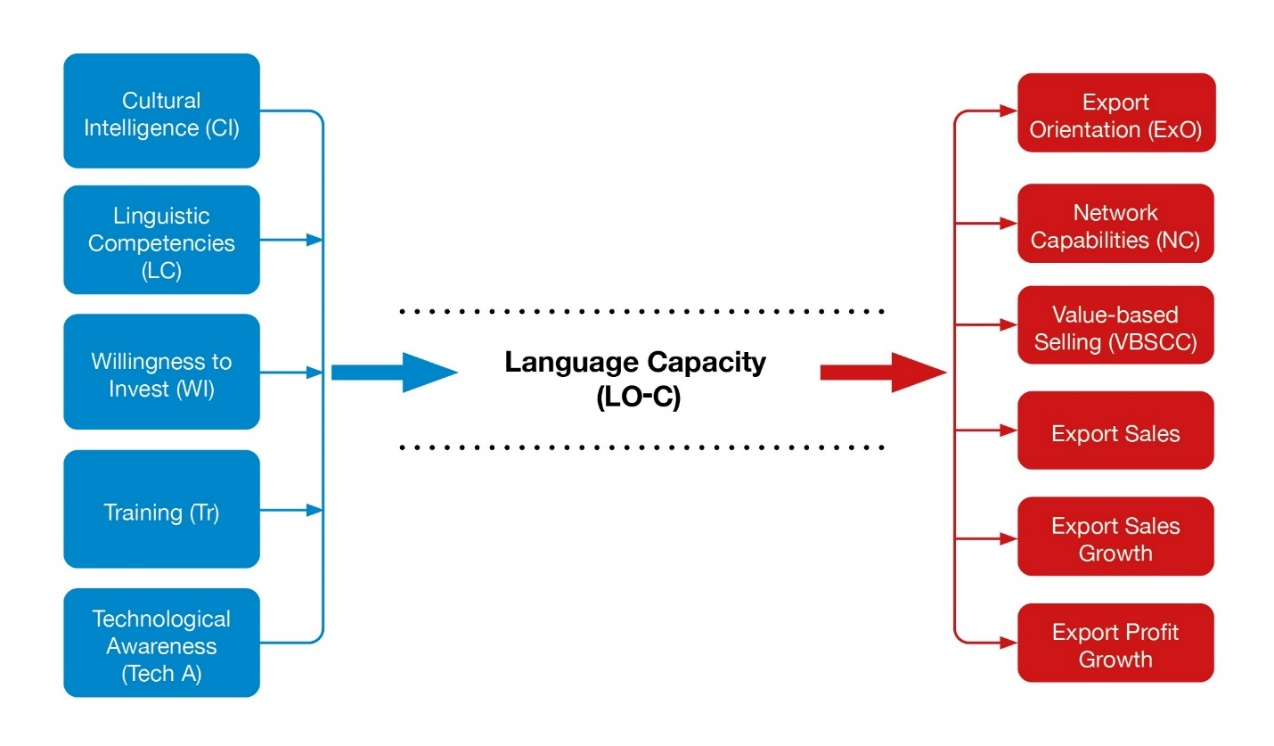 Cultural
Intelligence (CI)
Linguistic
Competencies
(LC)
Willingness to
Invest (WI)
Training (Tr)
Technological
Awareness
(Tech A)
Language Capacity
(LO-C)
Export
Orientation (ExO)
Network
Capabilities (NC)
Value-based
Selling (VBSCC)
Export Sales
Export Sales
Growth
Export Profit
Growth